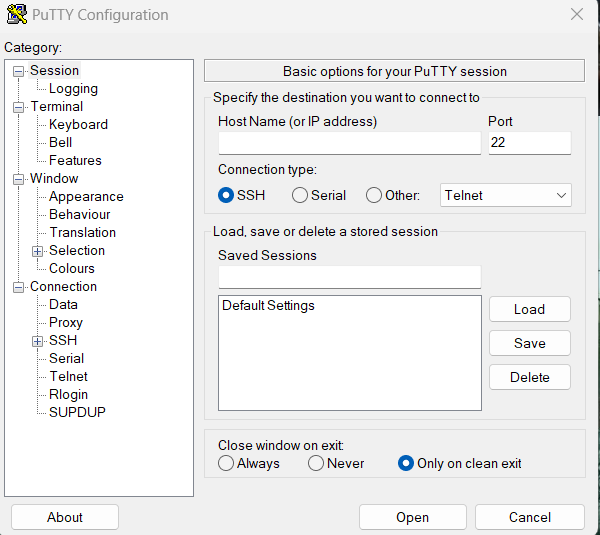 PuTTY Configuration
Category:
Session
Logging
Terminal
Keyboard
Bell
Features
Window
Appearance
Behaviour
Translation
Selection
Colours
Connection
Data
Proxy
SSH
Serial
Telnet
Rlogin
SUPDUP
Basic options for your PuTTY session
Specify the destination you want to connect to
Host Name (or IP address) Port
22
Connection type:
SSH Serial Other: Telnet
Load, save or delete a stored session
Saved Sessions
Default Settings
Load
Save
Delete
Close window on exit:
Always Never Only on clean exit
About Open Cancel